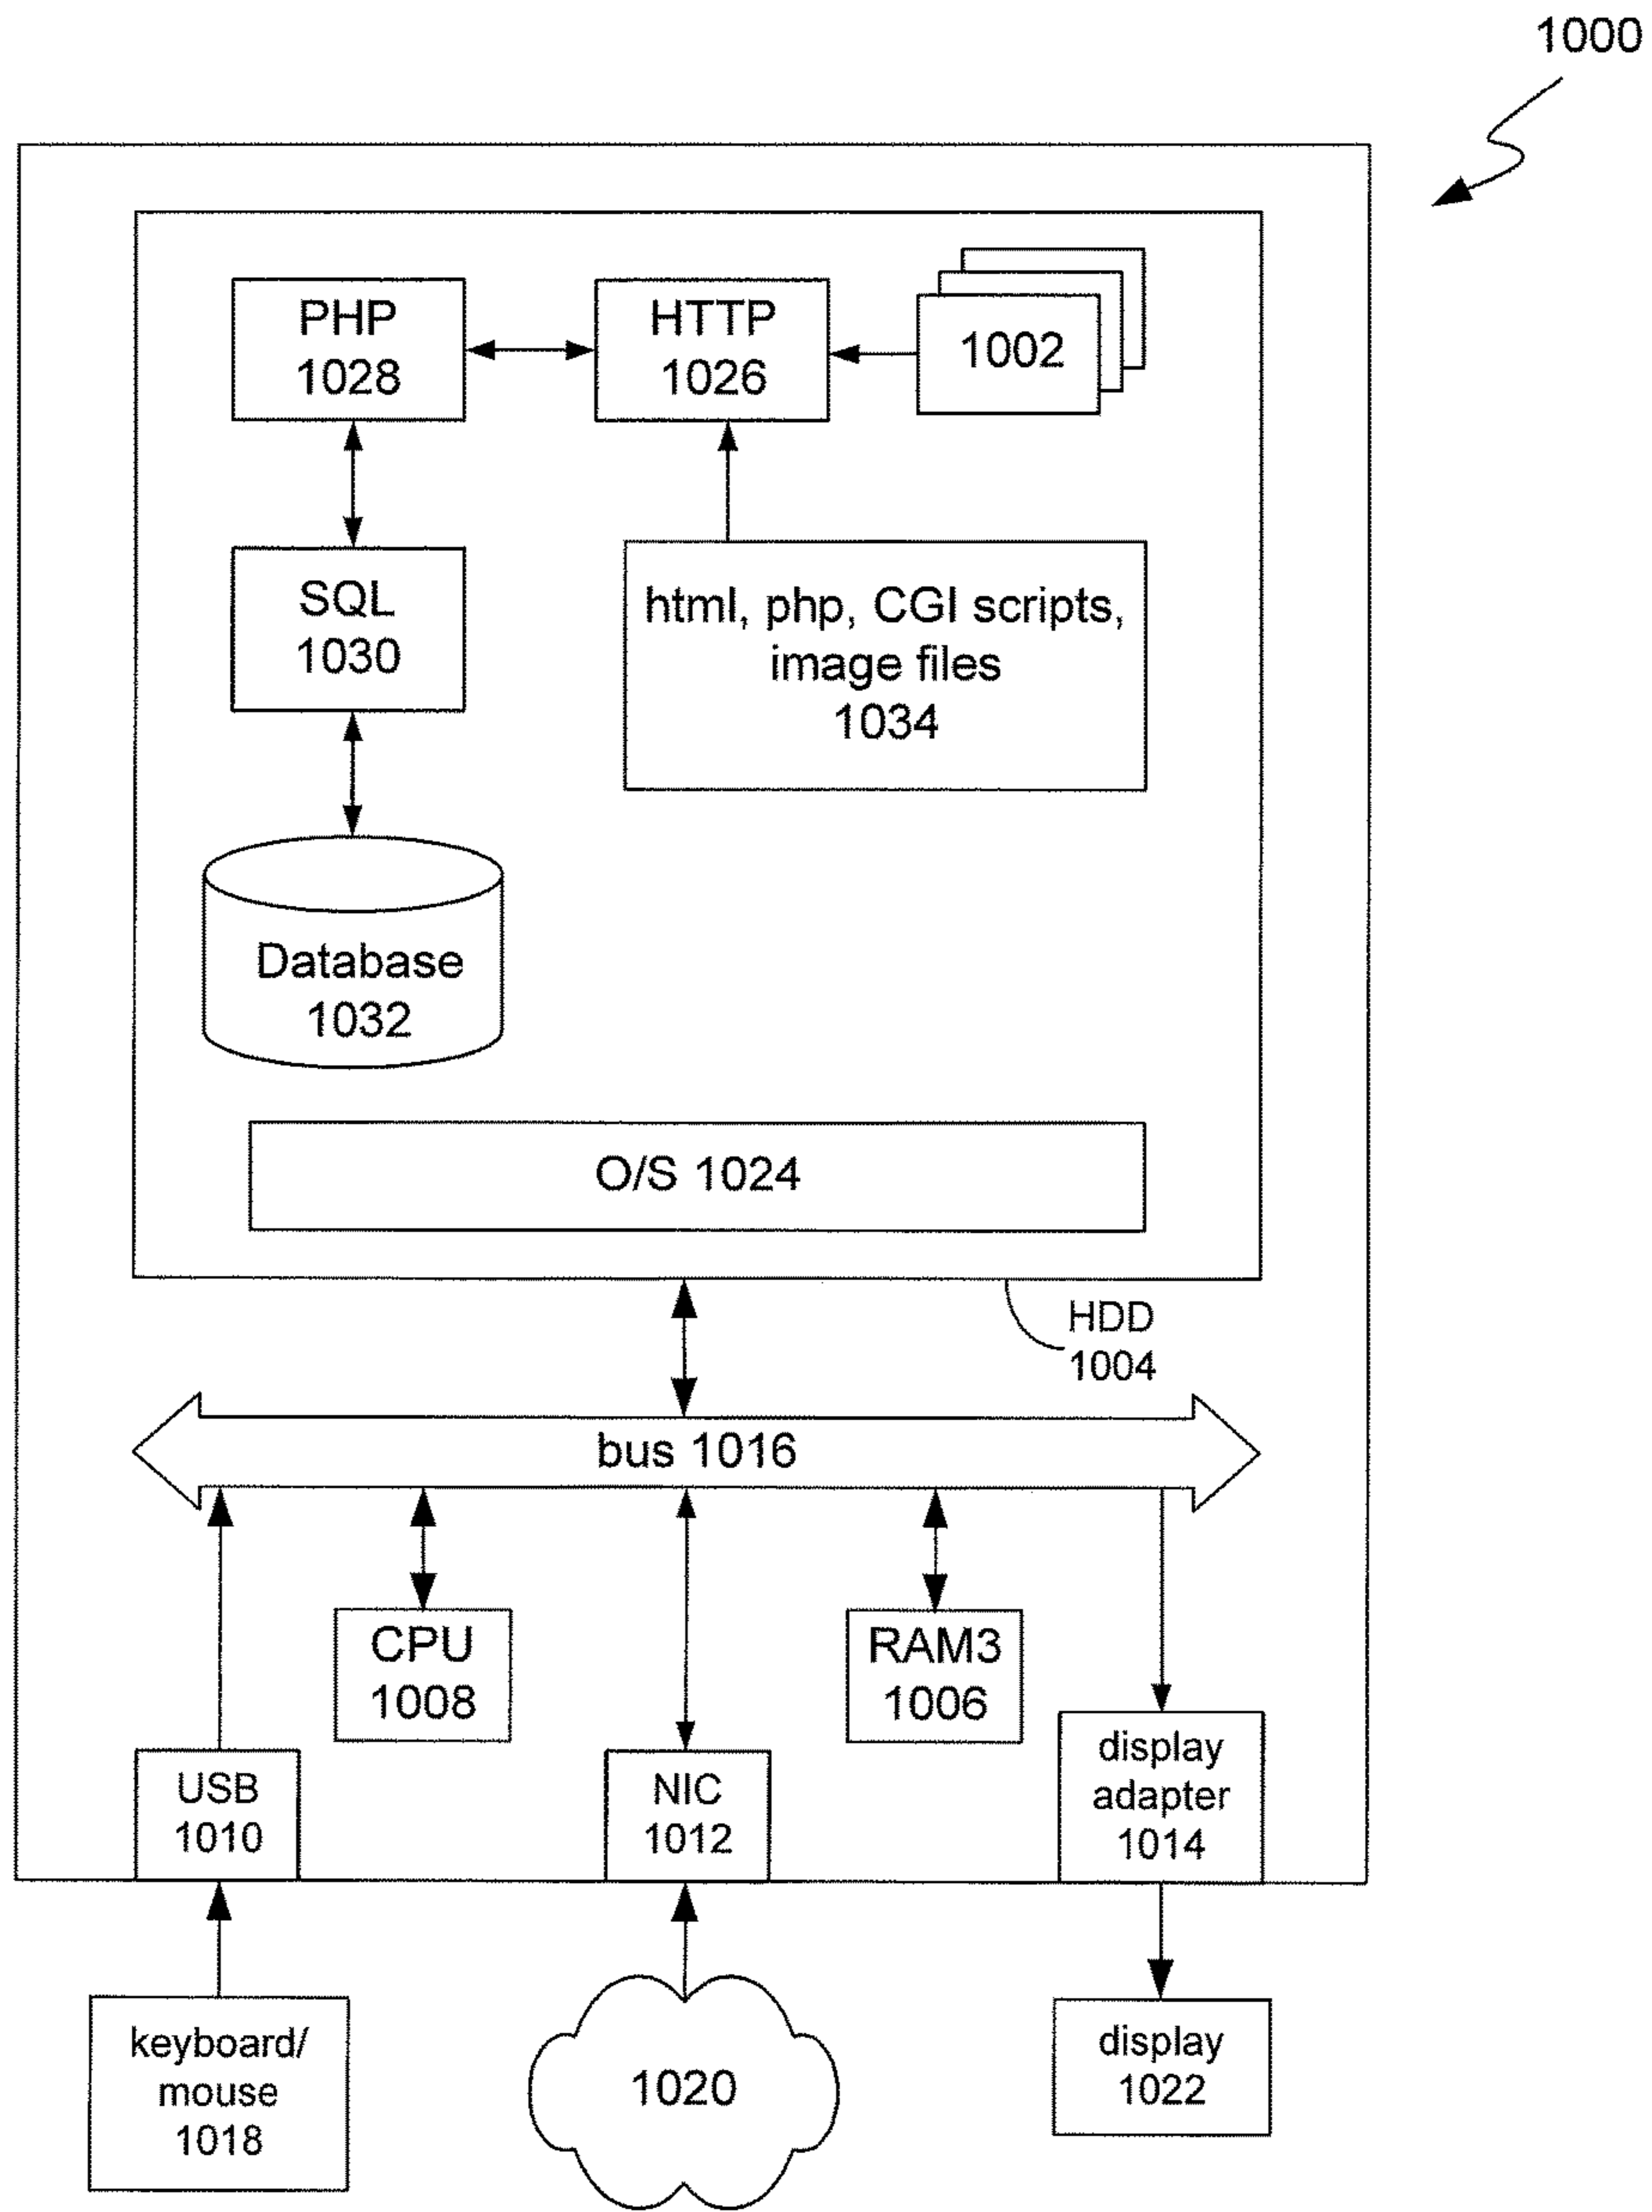 1000
PHP
1028
HTTP
1026
1002
SQL
1030
html, php, CGI scripts,
image files
1034
Database
1032
O/S 1024
HDD
1004
bus 1016
CPU
1008
RAM3
1006
USB
1010
NIC
1012
display
adapter
1014
keyboard/
mouse
1018
1020
display
1022